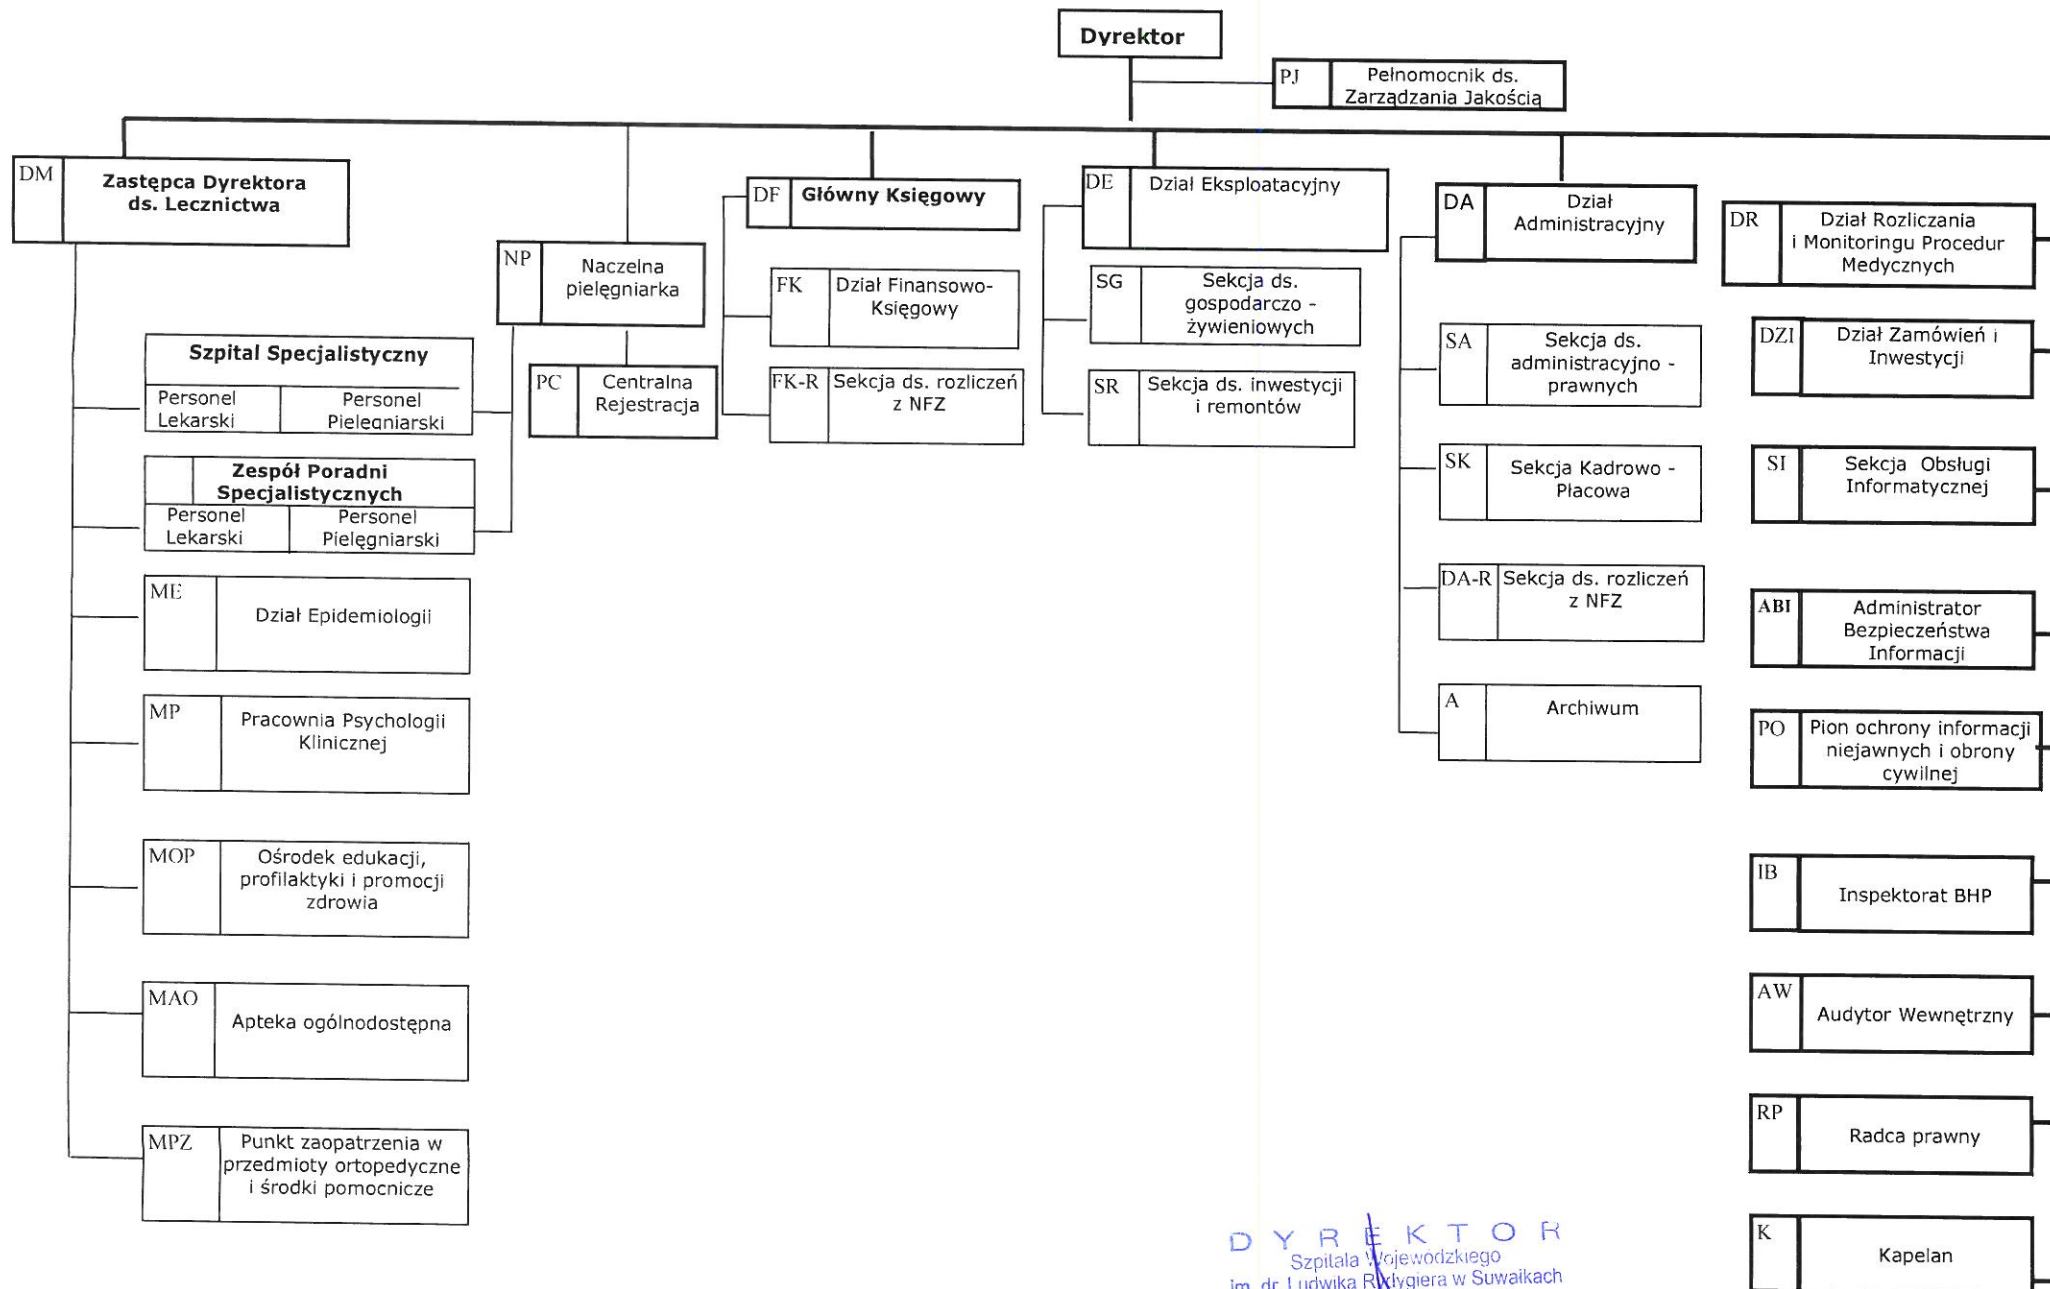 Dyrektor
PJ
Pełnomocnik ds.
Zarządzania Jakością
DM
Zastępca Dyrektora
ds. Lecznictwa
Szpital Specjalistyczny
Personel
Lekarski
Personel
Pielęgniarski
Zespół Poradni
Specjalistycznych
Personel
Lekarski
Personel
Pielęgniarski
ME
Dział Epidemiologii
MP
Pracownia Psychologii
Klinicznej
MOP
Ośrodek edukacji,
profilaktyki i promocji
zdrowia
MAO
Apteka ogólnodostępna
MPZ
Punkt zaopatrzenia w
przedmioty ortopedyczne
i środki pomocnicze
NP
Naczelna
pielęgniarka
PC
Centralna
Rejestracja
DF
Główny Księgowy
FK
Dział Finansowo-
Księgowy
FK-R
Sekcja ds. rozliczeń
z NFZ
DE
Dział Eksploatacyjny
SG
Sekcja ds.
gospodarczo -
żywieniowych
SR
Sekcja ds. inwestycji
i remontów
DA
Dział
Administracyjny
SA
Sekcja ds.
administracyjno -
prawnych
SK
Sekcja Kadrowo -
Płacowa
DA-R
Sekcja ds. rozliczeń
z NFZ
A
Archiwum
DR
Dział Rozliczania
i Monitoringu Procedur
Medycznych
DZI
Dział Zamówień i
Inwestycji
SI
Sekcja Obsługi
Informatycznej
ABI
Administrator
Bezpieczeństwa
Informacji
PO
Pion ochrony informacji
niejawnych i obrony
cywilnej
IB
Inspektorat BHP
AW
Audytor Wewnętrzny
RP
Radca prawny
K
Kapelan
DYREKTOR
Szpitala Wojewódzkiego
im. dr Ludwika Rydygiera w Suwałkach